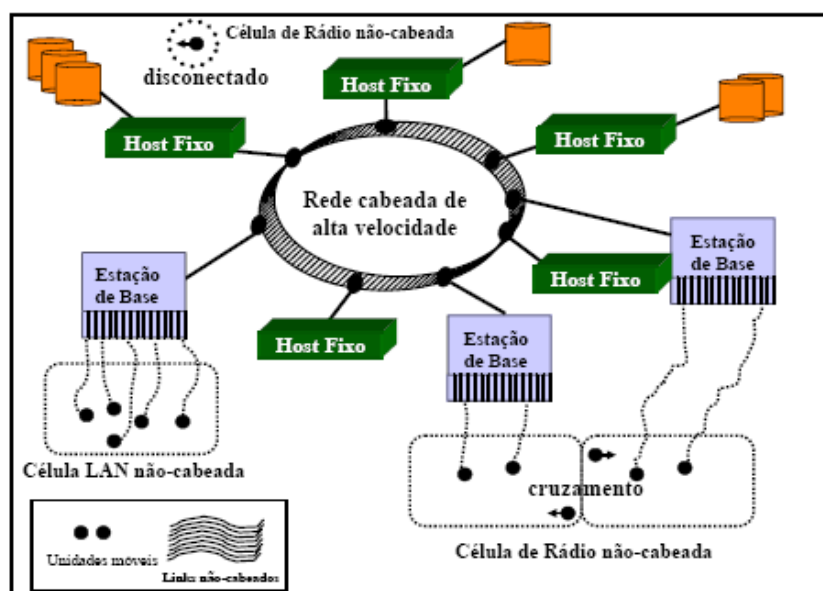 Célula de Rádio não-cabeada
disconectado
Host Fixo
Host Fixo
Host Fixo
Rede cabeada de
alta velocidade
Estação
de Base
Estação
de Base
Host Fixo
Host Fixo
Estação
de Base
Célula LAN não-cabeada
cruzamento
Célula de Rádio não-cabeada
Unidades móveis
Links não-cabeados